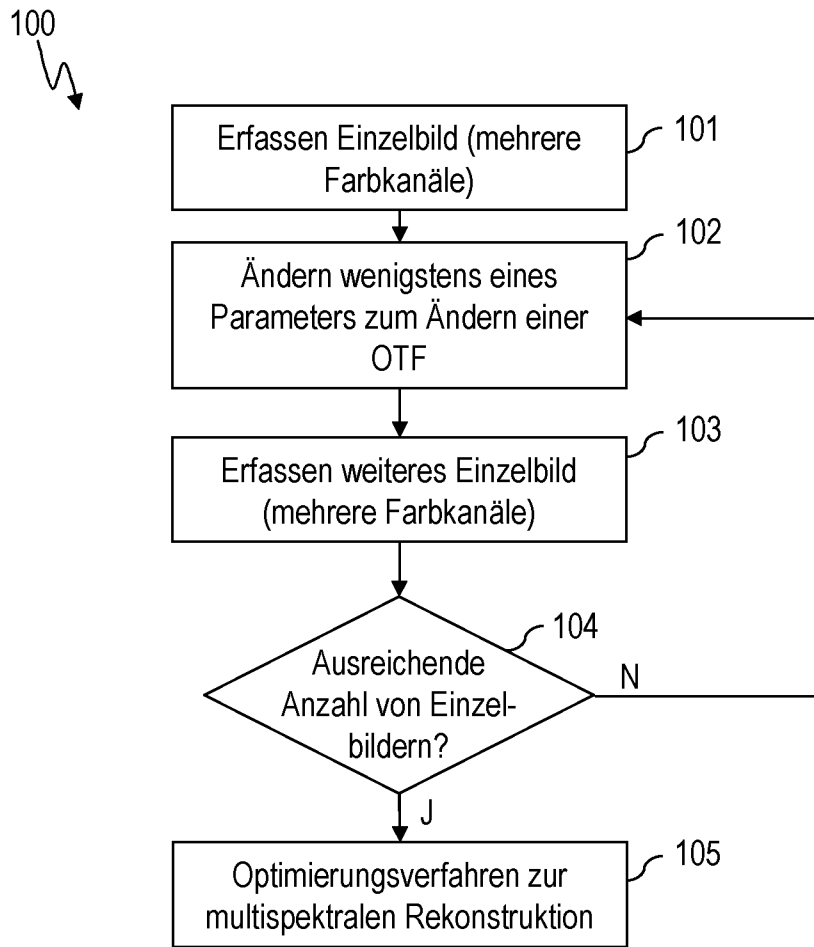 100
Erfassen Einzelbild (mehrere
Farbkanäle)
101
Ändern wenigstens eines
Parameters zum Ändern einer
OTF
102
Erfassen weiteres Einzelbild
(mehrere Farbkanäle)
103
Ausreichende
Anzahl von Einzel-
bildern?
104
N
J
Optimierungsverfahren zur
multispektralen Rekonstruktion
105